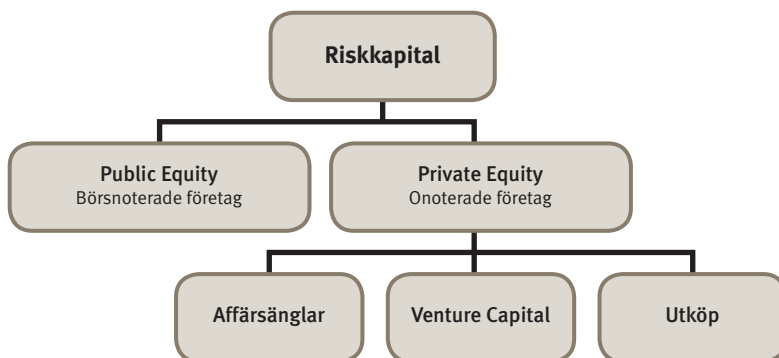 Riskkapital
Public Equity
Börsnoterade företag
Private Equity
Onoterade företag
Affärsänglar
Venture Capital
Utköp